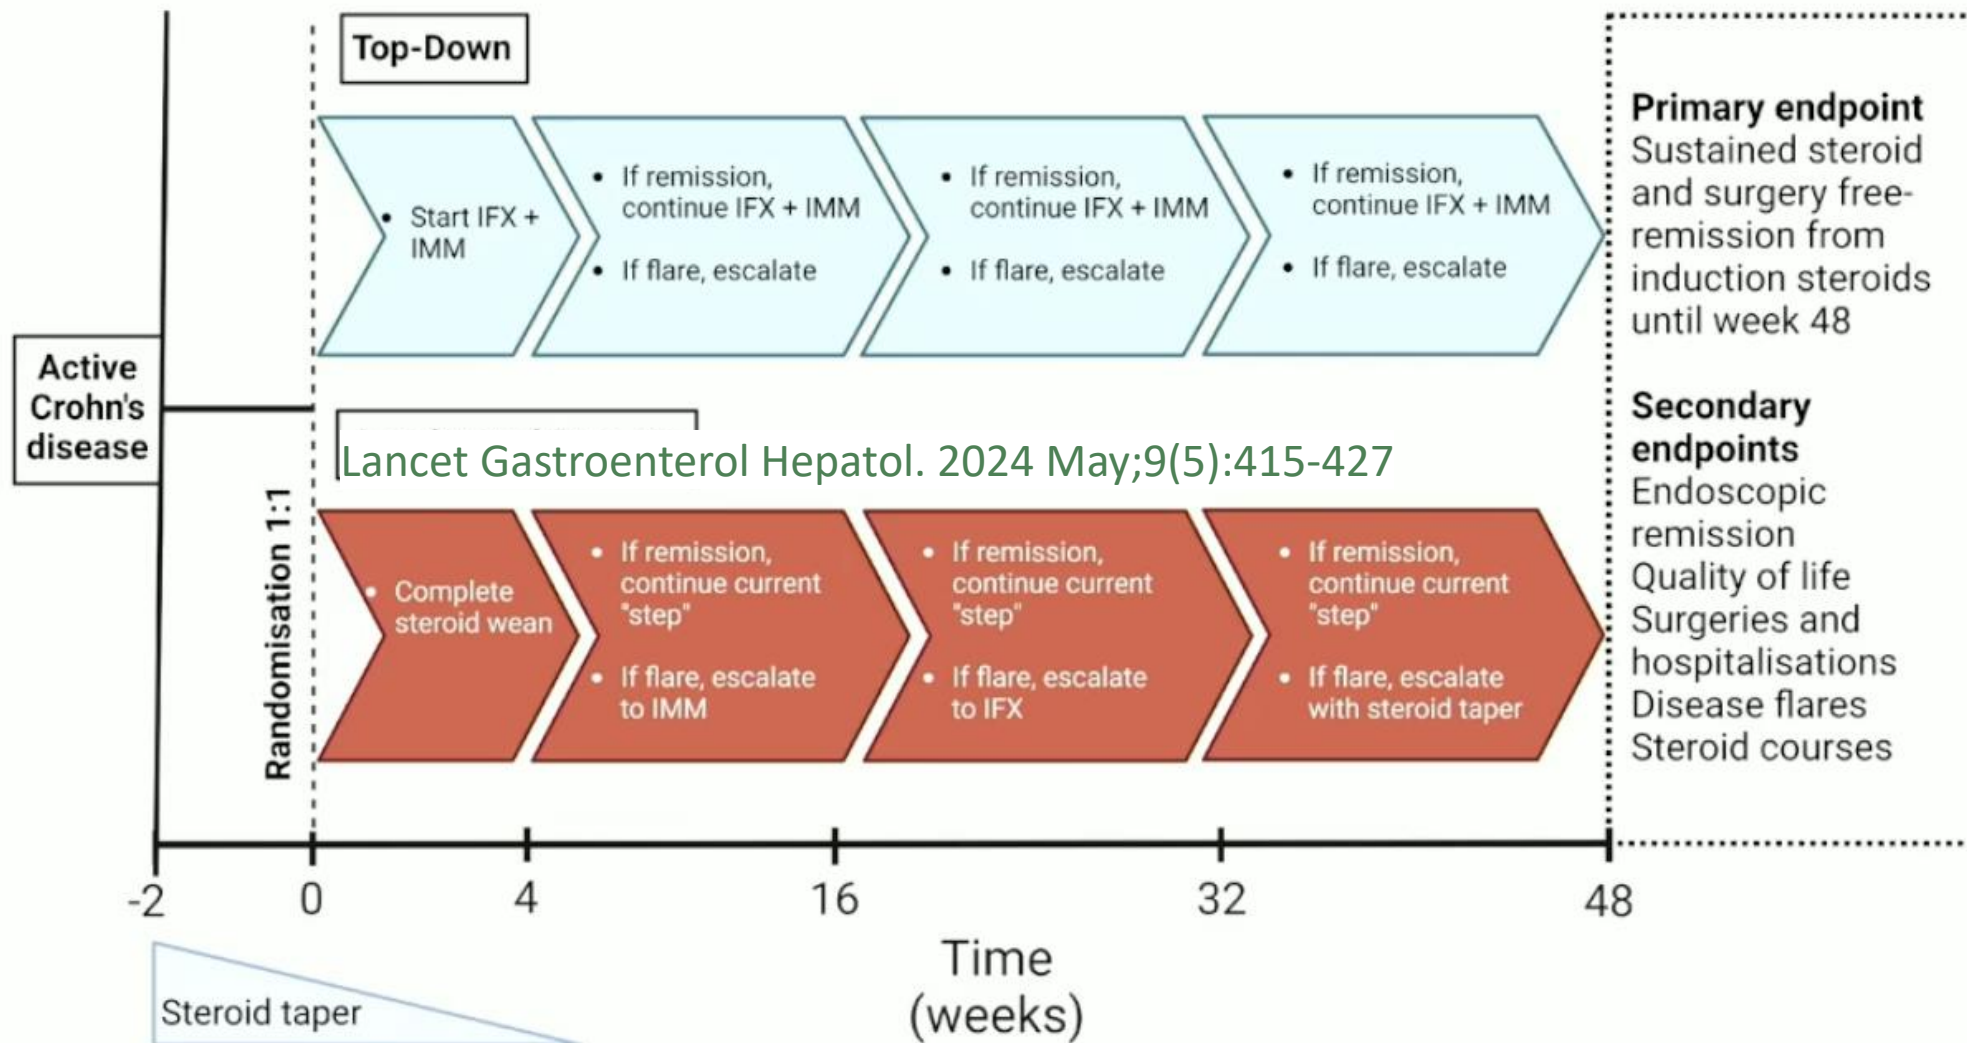 Top-Down
• Start IFX +
IMM
• If remission,
continue IFX + IMM
• If flare, escalate
• If remission,
continue IFX + IMM
• If flare, escalate
• If remission,
continue IFX + IMM
• If flare, escalate
Primary endpoint
Sustained steroid
and surgery free-
remission from
induction steroids
until week 48
Secondary
endpoints
Endoscopic
remission
Quality of life
Surgeries and
hospitalisations
Disease flares
Steroid courses
Active
Crohn's
disease
Lancet Gastroenterol Hepatol. 2024 May;9(5):415-427
Randomisation 1:1
• Complete
steroid wean
• If remission,
continue current
"step"
• If flare, escalate
to IMM
• If remission,
continue current
"step"
• If flare, escalate
to IFX
• If remission,
continue current
"step"
• If flare, escalate
with steroid taper
-2 0 4 16 32 48
Time
(weeks)
Steroid taper